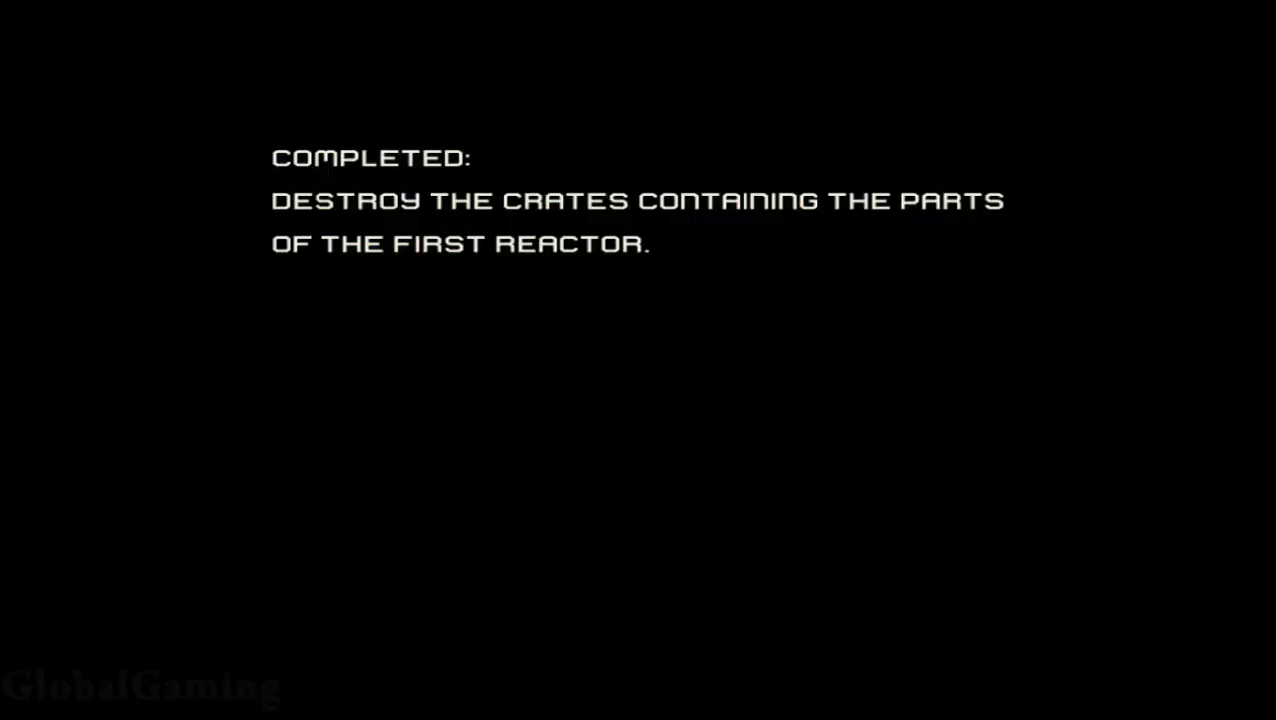 COMPLETED:
DESTROY THE CRATES CONTAINING THE PARTS
OF THE FIRST REACTOR.
GlobalGaming